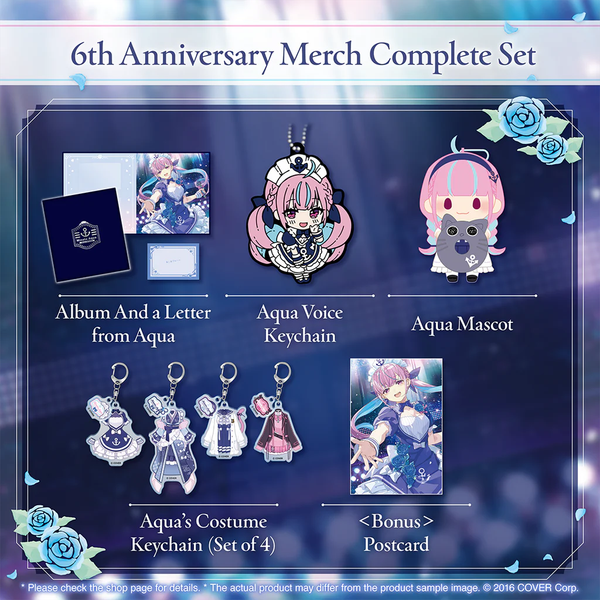 6th Anniversary Merch Complete Set
Album And a Letter
from Aqua
Aqua Voice
Keychain
Aqua Mascot
Aqua's Costume
Keychain (Set of 4)
<Bonus>
Postcard
* Please check the shop page for details. * The actual product may differ from the product sample image. © 2016 COVER Corp.